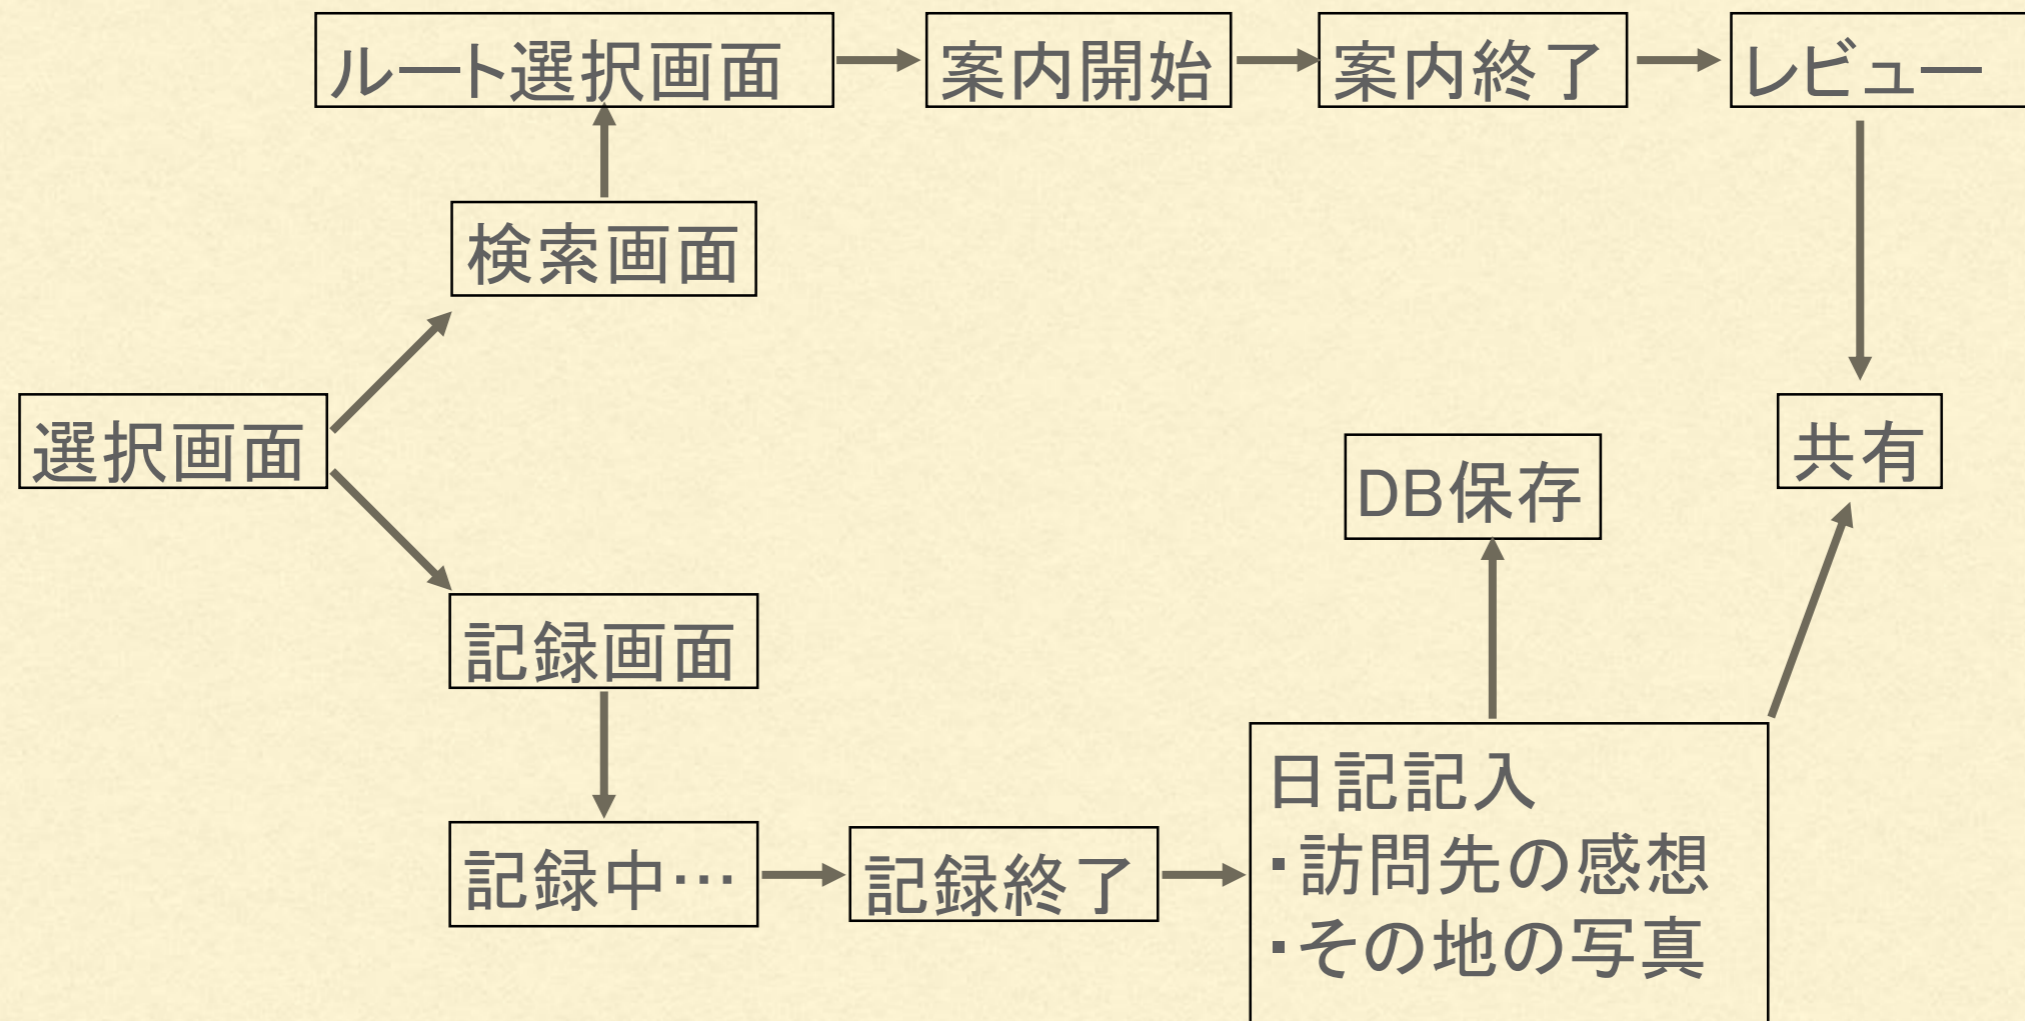 ルート選択画面
案内開始
案内終了
レビュー
検索画面
選択画面
DB保存
共有
記録画面
記録中…
記録終了
日記記入
・訪問先の感想
・その地の写真